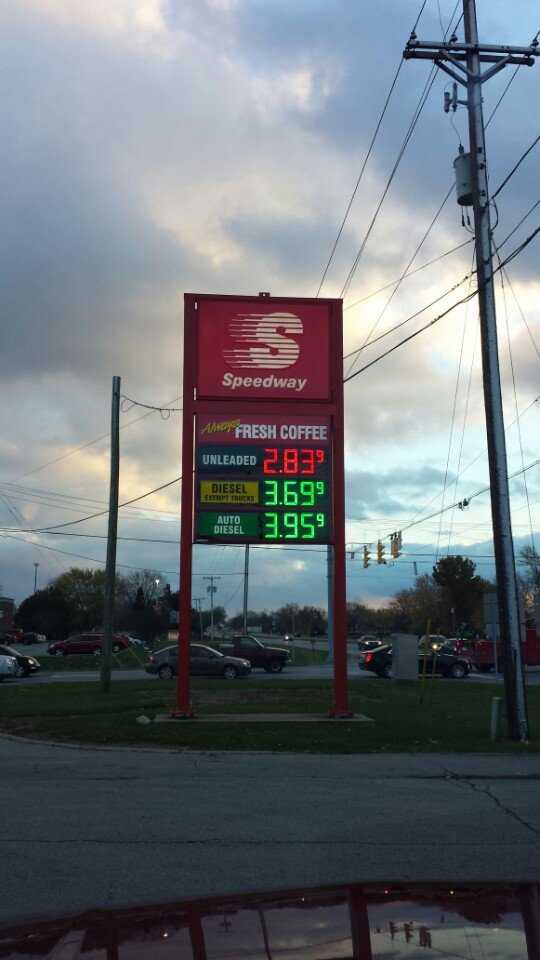 S
Speedway
Always FRESH COFFEE
UNLEADED 2.83 9
DIESEL
EXEMPT TRUCKS 3.69 9
AUTO
DIESEL 3.95 9